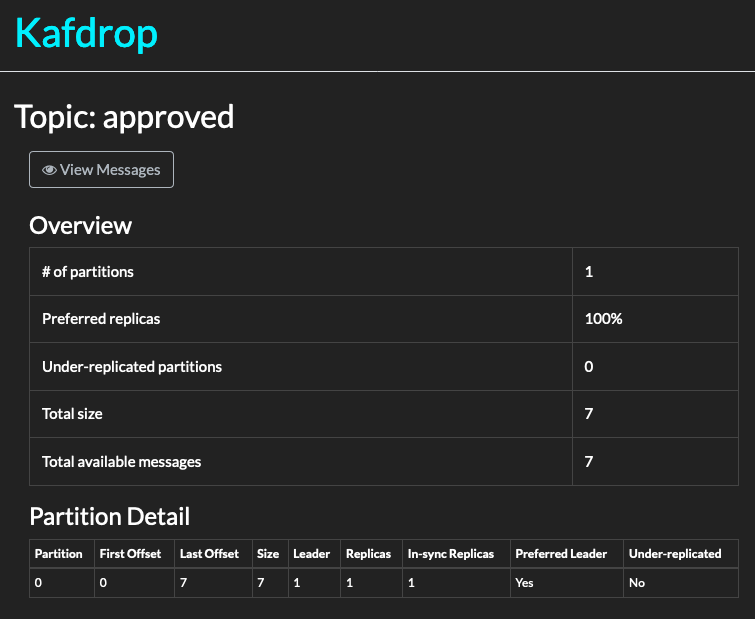 Kafdrop
Topic: approved
View Messages
Overview
# of partitions 1
Preferred replicas 100%
Under-replicated partitions 0
Total size 7
Total available messages 7
Partition Detail
Partition First Offset Last Offset Size Leader Replicas In-sync Replicas Preferred Leader Under-replicated
0 0 7 7 1 1 1 Yes No